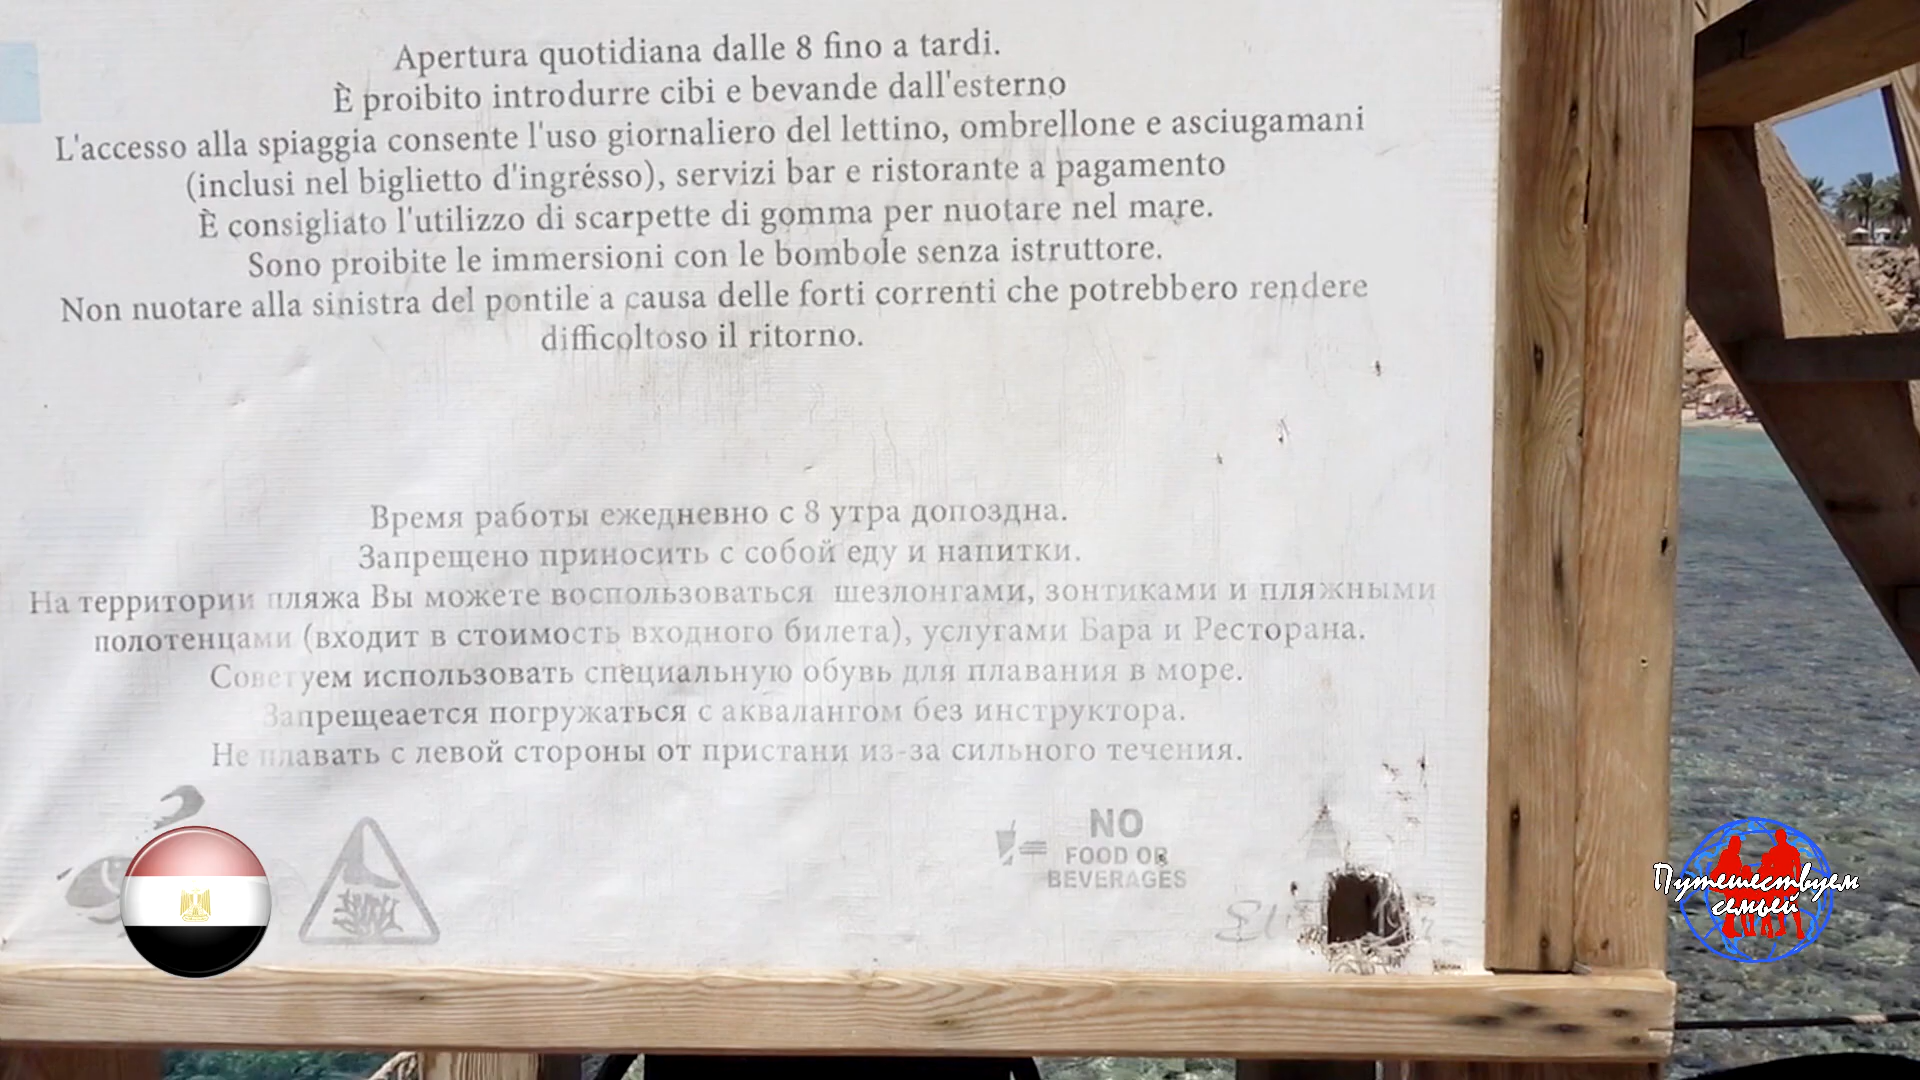 Apertura quotidiana dalle 8 fino a tardi.
È proibito introdurre cibi e bevande dall'esterno
L'accesso alla spiaggia consente l'uso giornaliero del lettino, ombrellone e asciugamani
(inclusi nel biglietto d'ingrésso), servizi bar e ristorante a pagamento
È consigliato l'utilizzo di scarpette di gomma per nuotare nel mare.
Sono proibite le immersioni con le bombole senza istruttore.
Non nuotare alla sinistra del pontile a causa delle forti correnti che potrebbero rendere
difficoltoso il ritorno.
Время работы ежедневно с 8 утра допоздна.
Запрещено приносить с собой еду и напитки.
На территории пляжа Вы можете воспользоваться шезлонгами, зонтиками и пляжными
полотенцами (входит в стоимость входного билета), услугами Бара и Ресторана.
Советуем использовать специальную обувь для плавания в море.
Запрещеается погружаться с аквалангом без инструктора.
Не плавать с левой стороны от пристани из-за сильного течения.
NO
FOOD OR
BEVERAGES
Путешествуем
семьей